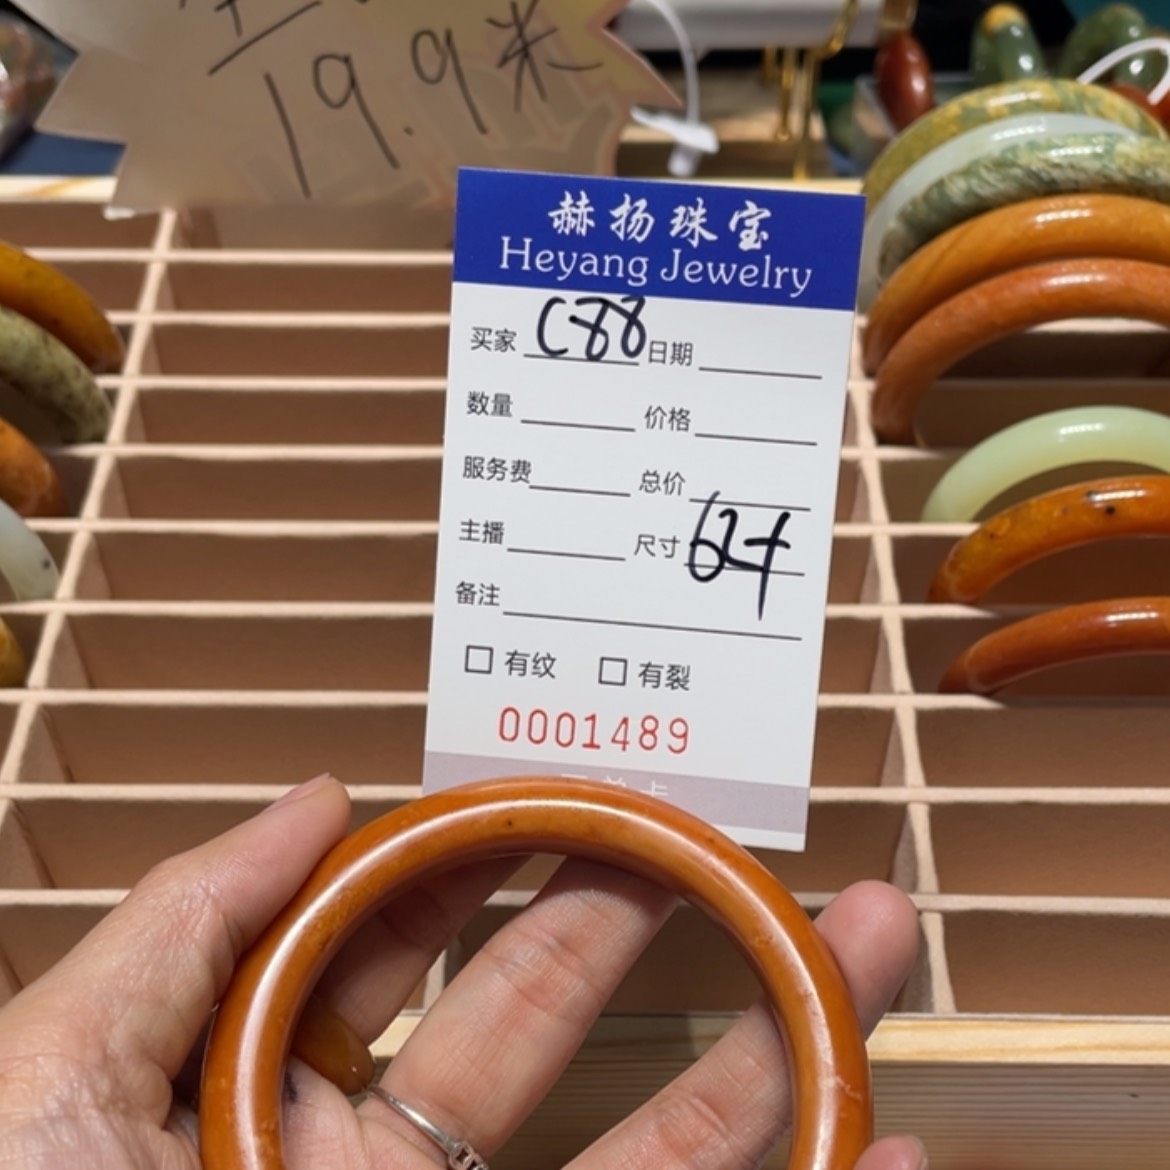 19.9米
赫扬珠宝
Heyang Jewelry
买家 C88 日期
数量 价格
服务费 总价
主播 尺寸 62+
备注
□ 有纹 □ 有裂
0001489